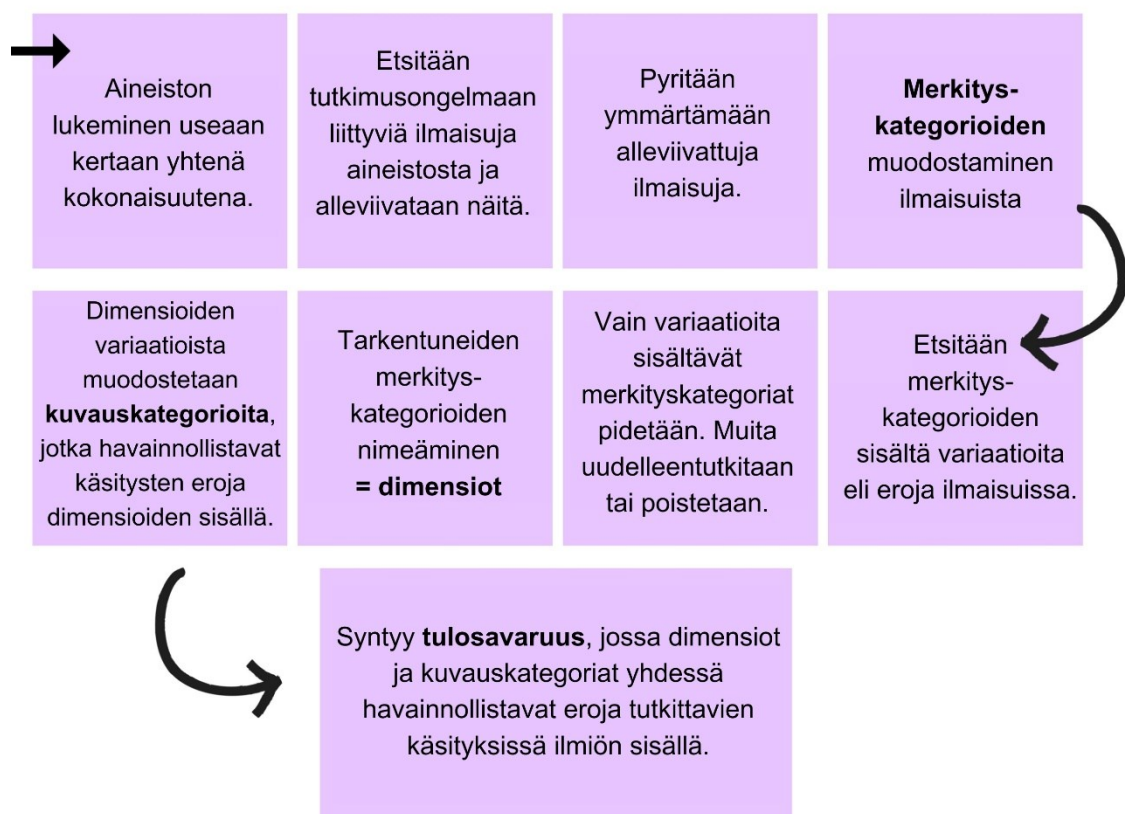 Aineiston
lukeminen useaan
kertaan yhtenä
kokonaisuutena.
Etsitään
tutkimusongelmaan
liittyviä ilmaisuja
aineistosta ja
alleviivataan näitä.
Pyritään
ymmärtämään
alleviivattuja
ilmaisuja.
Merkitys-
kategorioiden
muodostaminen
ilmaisuista
Etsitään
merkitys-
kategorioiden
sisältä variaatioita
eli eroja ilmaisuissa.
Vain variaatioita
sisältävät
merkityskategoriat
pidetään. Muita
uudelleentutkitaan
tai poistetaan.
Tarkentuneiden
merkitys-
kategorioiden
nimeäminen
= dimensiot
Dimensioiden
variaatioista
muodostetaan
kuvauskategorioita,
jotka havainnollistavat
käsitysten eroja
dimensioiden sisällä.
Syntyy tulosavaruus, jossa dimensiot
ja kuvauskategoriat yhdessä
havainnollistavat eroja tutkittavien
käsityksissä ilmiön sisällä.